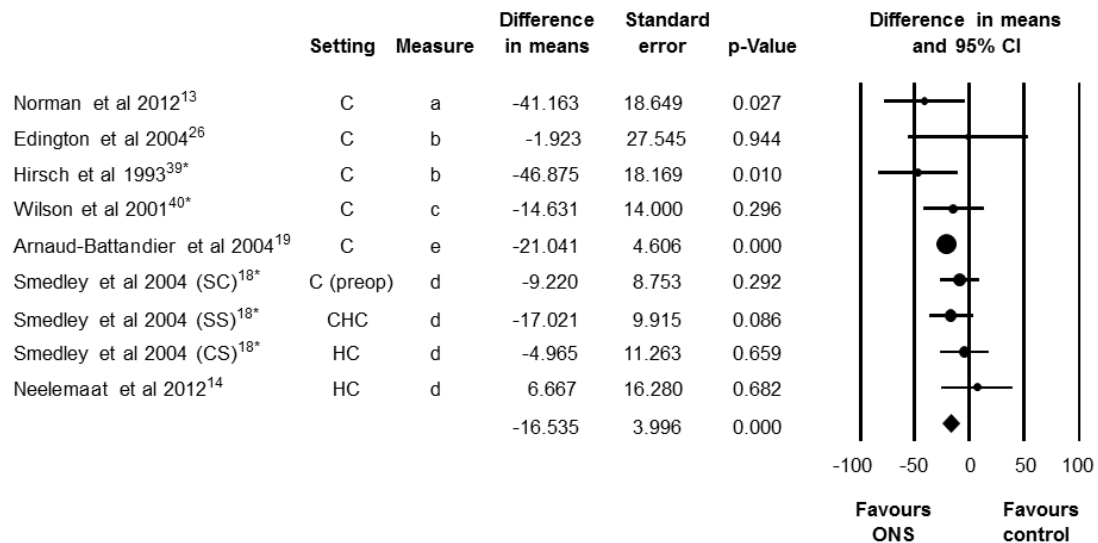 Setting Measure Difference in means Standard error p-Value Difference in means and 95% CI
Norman et al 2012¹³ C a -41.163 18.649 0.027
Edington et al 2004²⁶ C b -1.923 27.545 0.944
Hirsch et al 1993³⁹* C b -46.875 18.169 0.010
Wilson et al 2001⁴⁰* C c -14.631 14.000 0.296
Arnaud-Battandier et al 2004¹⁹ C e -21.041 4.606 0.000
Smedley et al 2004 (SC)¹⁸* C (preop) d -9.220 8.753 0.292
Smedley et al 2004 (SS)¹⁸* CHC d -17.021 9.915 0.086
Smedley et al 2004 (CS)¹⁸* HC d -4.965 11.263 0.659
Neelemaat et al 2012¹⁴ HC d 6.667 16.280 0.682
-16.535 3.996 0.000
-100 -50 0 50 100
Favours ONS Favours control